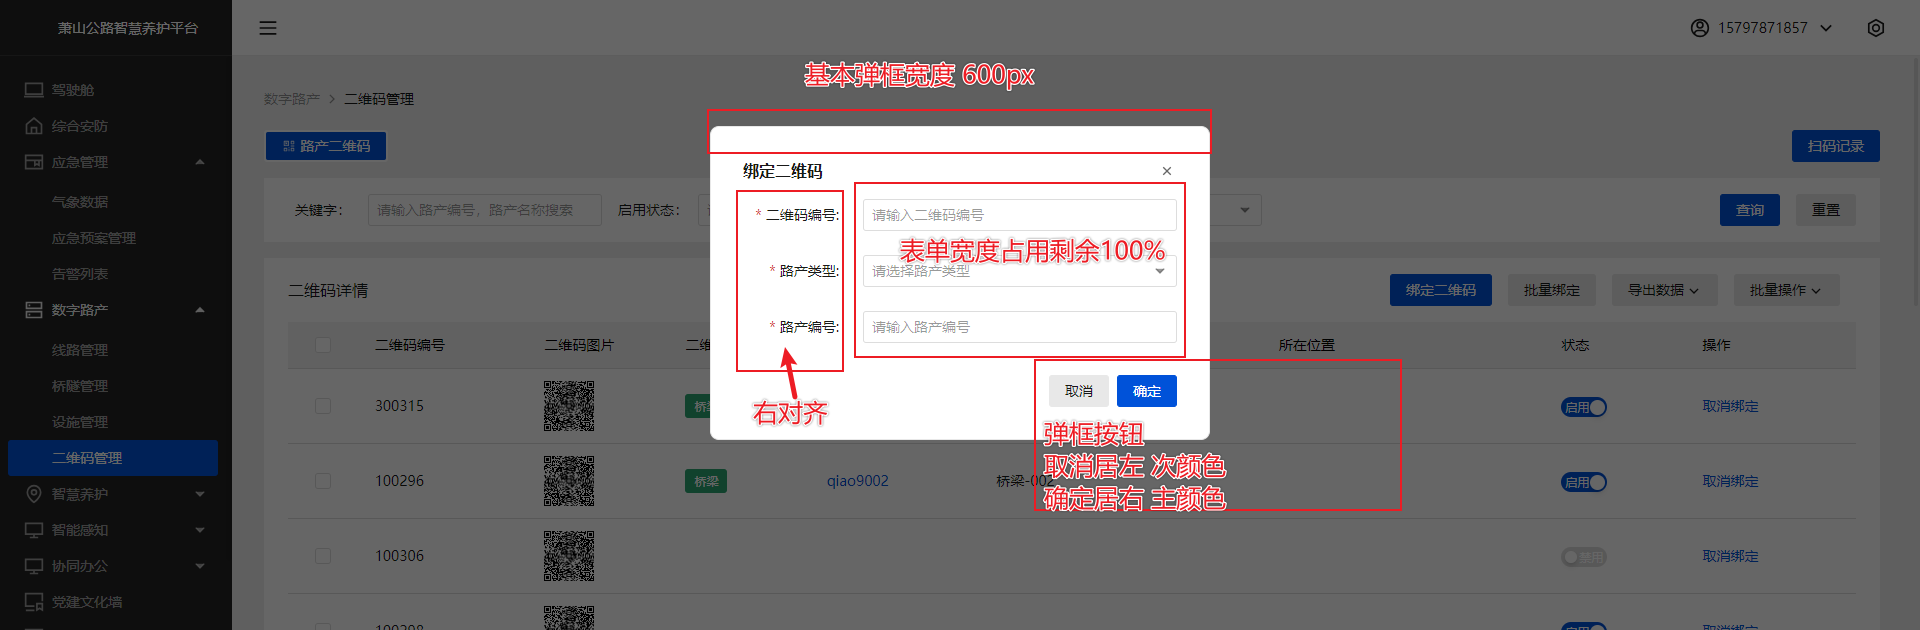 萧山公路智慧养护平台
15797871857
基本弹框宽度 600px
驾驶舱
综合安防
应急管理
气象数据
应急预案管理
告警列表
数字路产
线路管理
桥隧管理
设施管理
二维码管理
智慧养护
智能感知
协同办公
党建文化墙
数字路产 > 二维码管理
路产二维码
扫码记录
关键字：
请输入路产编号，路产名称搜索
启用状态：
查询
重置
二维码详情
绑定二维码
批量绑定
导出数据
批量操作
二维码编号
二维码图片
所在位置
状态
操作
300315
启用
取消绑定
100296
桥梁
qiao9002
桥梁-002
启用
取消绑定
100306
禁用
取消绑定
绑定二维码
* 二维码编号:
请输入二维码编号
表单宽度占用剩余100%
* 路产类型:
请选择路产类型
* 路产编号:
请输入路产编号
取消
确定
右对齐
弹框按钮
取消居左 次颜色
确定居右 主颜色